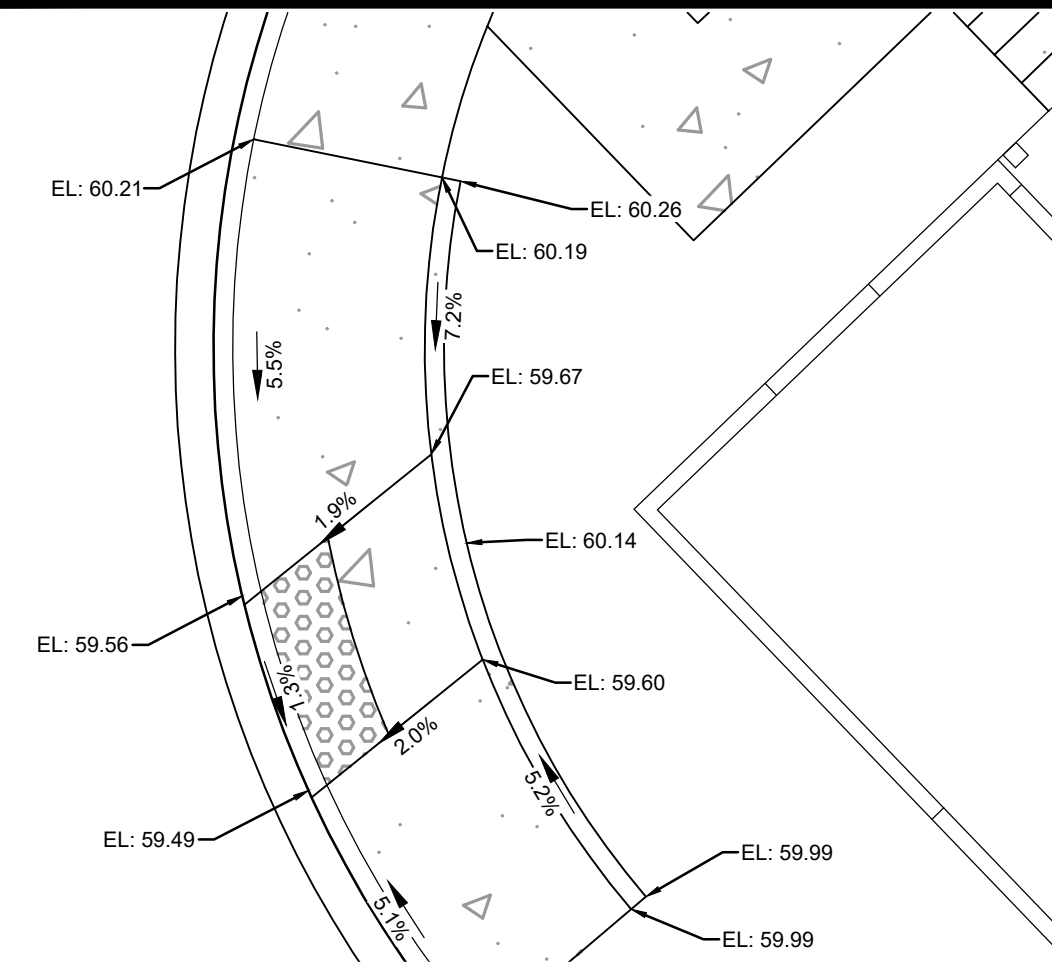 EL: 60.21
EL: 60.26
EL: 60.19
7.2%
5.5%
EL: 59.67
1.9%
EL: 60.14
EL: 59.56
EL: 59.60
1.3%
2.0%
5.2%
EL: 59.49
EL: 59.99
5.1%
EL: 59.99